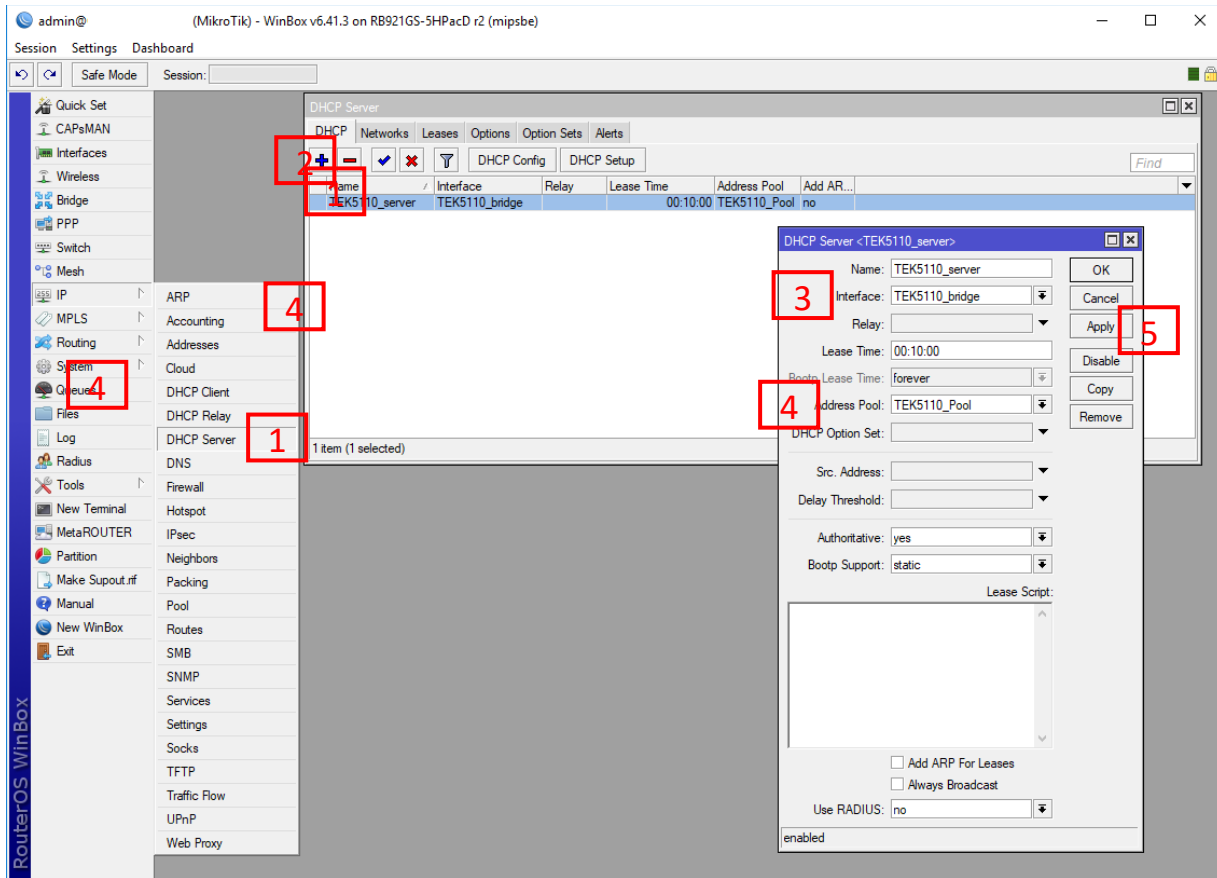 admin@ (MikroTik) - WinBox v6.41.3 on RB921GS-5HPacD r2 (mipsbe)
Session Settings Dashboard
Safe Mode Session:
Quick Set
CAPsMAN
Interfaces
Wireless
Bridge
PPP
Switch
Mesh
IP
MPLS
Routing
System
Queues
4
Files
Log
Radius
Tools
New Terminal
MetaROUTER
Partition
Make Supout.rif
Manual
New WinBox
Exit
RouterOS WinBox
ARP
4
Accounting
Addresses
Cloud
DHCP Client
DHCP Relay
DHCP Server
1
DNS
Firewall
Hotspot
IPsec
Neighbors
Packing
Pool
Routes
SMB
SNMP
Services
Settings
Socks
TFTP
Traffic Flow
UPnP
Web Proxy
DHCP Server
DHCP Networks Leases Options Option Sets Alerts
2
DHCP Config DHCP Setup Find
1
Name Interface Relay Lease Time Address Pool Add AR...
TEK5110_server TEK5110_bridge 00:10:00 TEK5110_Pool no
1 item (1 selected)
DHCP Server <TEK5110_server>
Name: TEK5110_server OK
3
Interface: TEK5110_bridge Cancel
Relay: Apply
5
Lease Time: 00:10:00
Disable
Bootp Lease Time: forever
Copy
4
Address Pool: TEK5110_Pool
Remove
DHCP Option Set:
Src. Address:
Delay Threshold:
Authoritative: yes
Bootp Support: static
Lease Script:
Add ARP For Leases
Always Broadcast
Use RADIUS: no
enabled